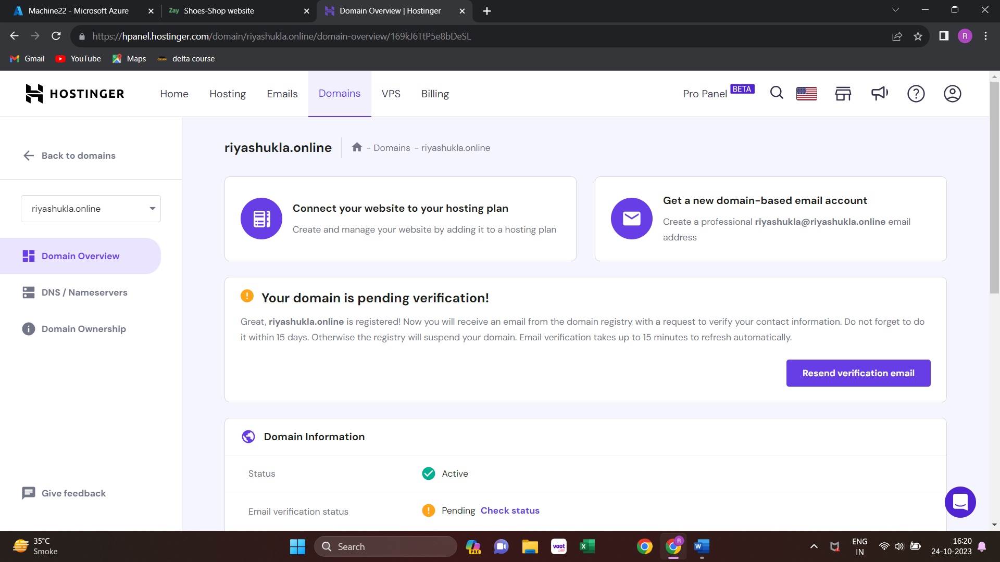 Machine22 - Microsoft Azure
Zay Shoes-Shop website
Domain Overview | Hostinger
https://hpanel.hostinger.com/domain/riyashukla.online/domain-overview/169kJ6TtP5e8bDeSL
R
Gmail
YouTube
Maps
delta course
HOSTINGER
Home
Hosting
Emails
Domains
VPS
Billing
Pro Panel BETA
Back to domains
riyashukla.online
Domain Overview
DNS / Nameservers
Domain Ownership
Give feedback
riyashukla.online
- Domains - riyashukla.online
Connect your website to your hosting plan
Create and manage your website by adding it to a hosting plan
Get a new domain-based email account
Create a professional riyashukla@riyashukla.online email
address
Your domain is pending verification!
Great, riyashukla.online is registered! Now you will receive an email from the domain registry with a request to verify your contact information. Do not forget to do
it within 15 days. Otherwise the registry will suspend your domain. Email verification takes up to 15 minutes to refresh automatically.
Resend verification email
Domain Information
Status
Active
Email verification status
Pending Check status
35°C
Smoke
Search
PRE
voot
R
W
ENG
IN
16:20
24-10-2023